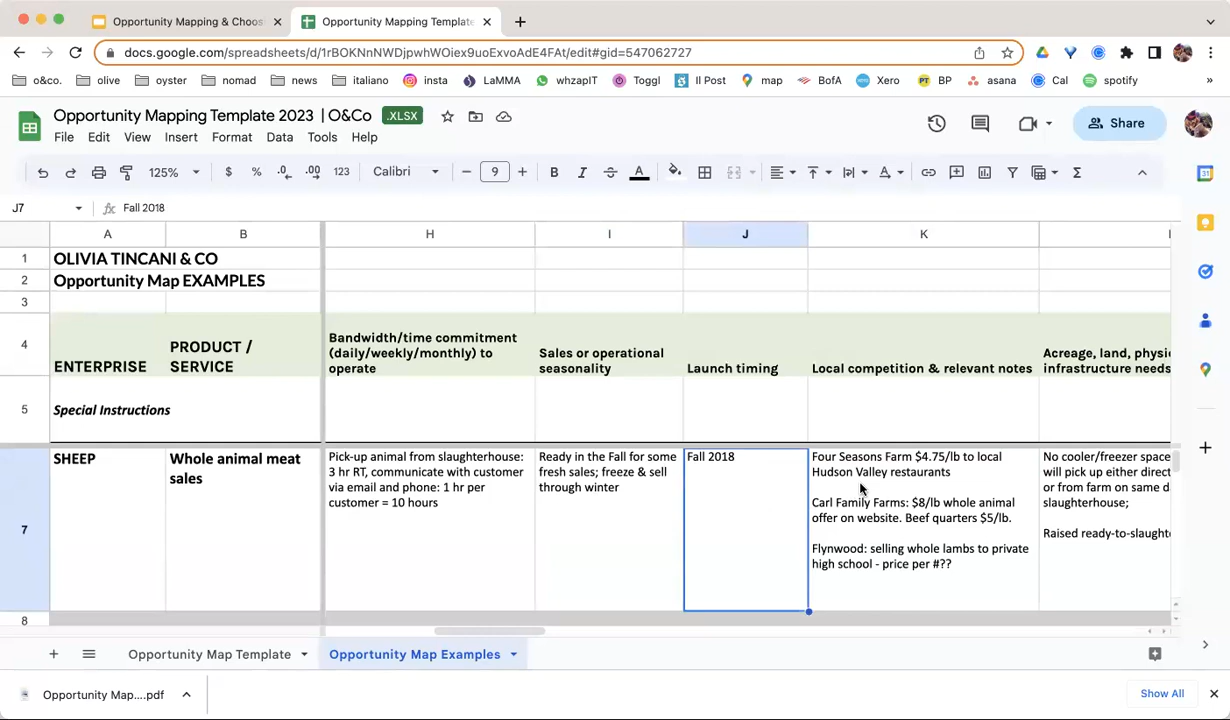 Opportunity Mapping & Choos
Opportunity Mapping Template
docs.google.com/spreadsheets/d/1rBOKNnNWDjpwhWOiex9uoExvoAdE4FAt/edit#gid=547062727
o&co.
olive
oyster
nomad
news
italiano
insta
LaMMA
whzapIT
Toggl
Il Post
map
BofA
Xero
PT BP
asana
Cal
spotify
»
Opportunity Mapping Template 2023 | O&Co
.XLSX
File Edit View Insert Format Data Tools Help
Share
125% $ % .0 .00 123 Calibri 9 B I S A Σ
J7 fx Fall 2018
A B H I J K
1 OLIVIA TINCANI & CO
2 Opportunity Map EXAMPLES
3
4
ENTERPRISE
PRODUCT /
SERVICE
Bandwidth/time commitment
(daily/weekly/monthly) to
operate
Sales or operational
seasonality
Launch timing
Local competition & relevant notes
Acreage, land, physi
infrastructure needs
5 Special Instructions
7
SHEEP
Whole animal meat
sales
Pick-up animal from slaughterhouse:
3 hr RT, communicate with customer
via email and phone: 1 hr per
customer = 10 hours
Ready in the Fall for some
fresh sales; freeze & sell
through winter
Fall 2018
Four Seasons Farm $4.75/lb to local
Hudson Valley restaurants
Carl Family Farms: $8/lb whole animal
offer on website. Beef quarters $5/lb.
Flynwood: selling whole lambs to private
high school - price per #??
No cooler/freezer space
will pick up either direct
or from farm on same d
slaughterhouse;
Raised ready-to-slaught
8
Opportunity Map Template
Opportunity Map Examples
Opportunity Map....pdf
Show All